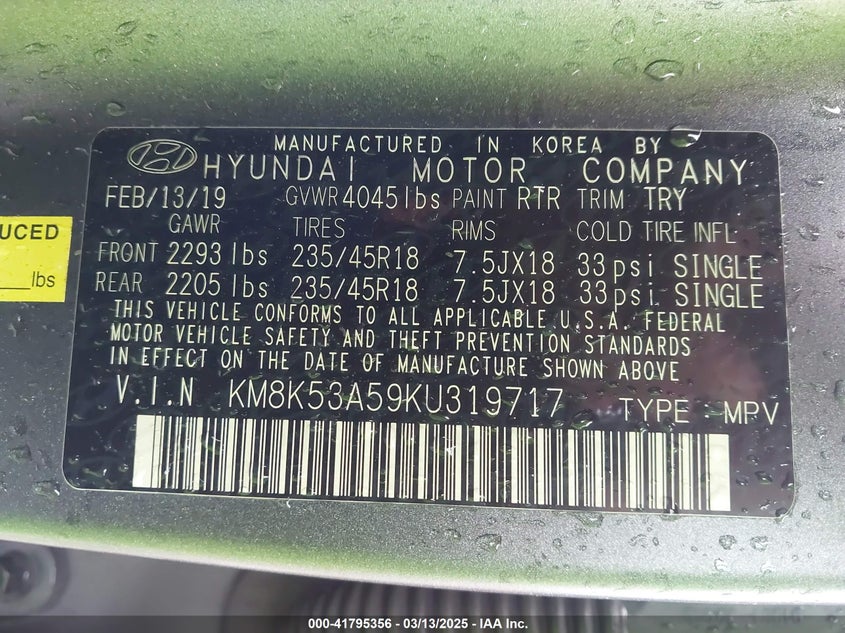 MANUFACTURED IN KOREA BY
HYUNDAI MOTOR COMPANY
FEB/13/19 GVWR 4045 lbs PAINT RTR TRIM TRY
GAWR TIRES RIMS COLD TIRE INFL
FRONT 2293 lbs 235/45R18 7.5JX18 33 psi SINGLE
REAR 2205 lbs 235/45R18 7.5JX18 33 psi SINGLE
THIS VEHICLE CONFORMS TO ALL APPLICABLE U.S.A. FEDERAL
MOTOR VEHICLE SAFETY AND THEFT PREVENTION STANDARDS
IN EFFECT ON THE DATE OF MANUFACTURE SHOWN ABOVE
V.I.N KM8K53A59KU319717 TYPE : MPV
UCED
lbs
000-41795356 - 03/13/2025 - IAA Inc.